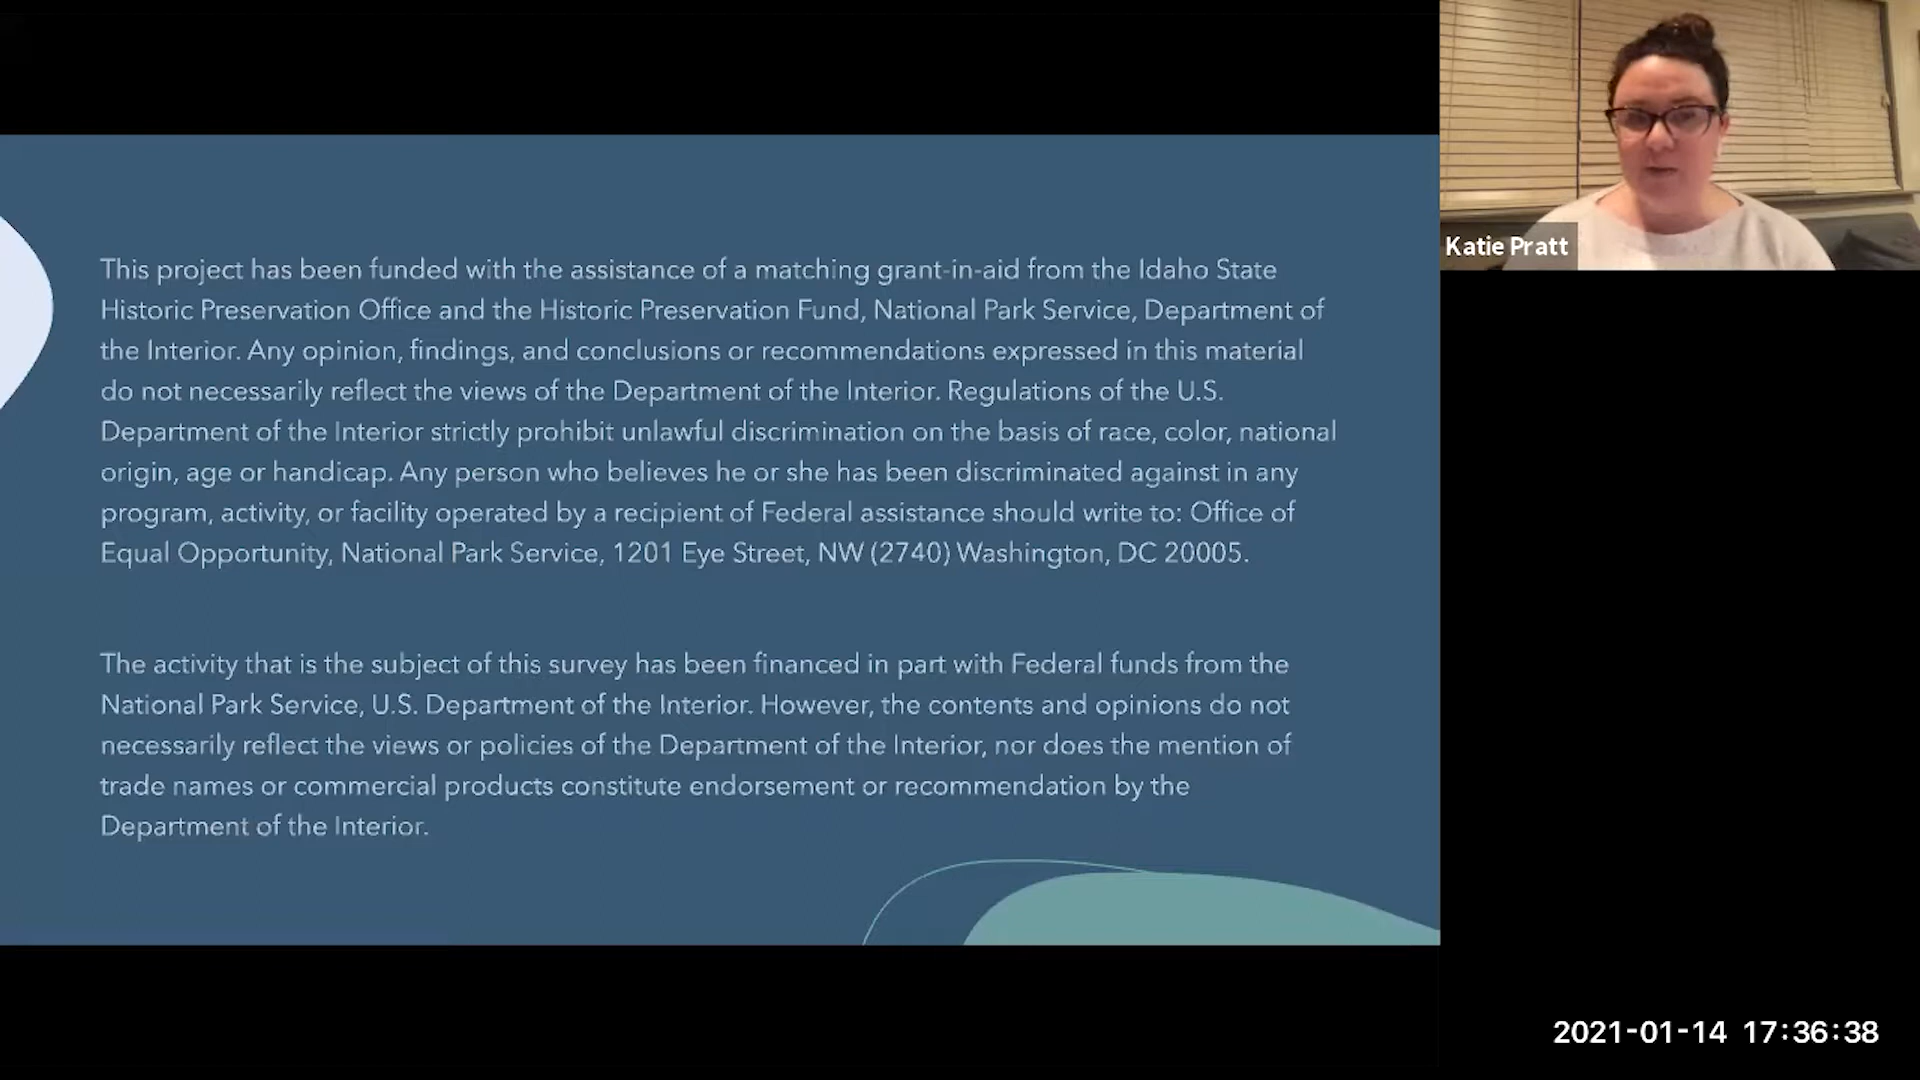 This project has been funded with the assistance of a matching grant-in-aid from the Idaho State
Historic Preservation Office and the Historic Preservation Fund, National Park Service, Department of
the Interior. Any opinion, findings, and conclusions or recommendations expressed in this material
do not necessarily reflect the views of the Department of the Interior. Regulations of the U.S.
Department of the Interior strictly prohibit unlawful discrimination on the basis of race, color, national
origin, age or handicap. Any person who believes he or she has been discriminated against in any
program, activity, or facility operated by a recipient of Federal assistance should write to: Office of
Equal Opportunity, National Park Service, 1201 Eye Street, NW (2740) Washington, DC 20005.
The activity that is the subject of this survey has been financed in part with Federal funds from the
National Park Service, U.S. Department of the Interior. However, the contents and opinions do not
necessarily reflect the views or policies of the Department of the Interior, nor does the mention of
trade names or commercial products constitute endorsement or recommendation by the
Department of the Interior.
Katie Pratt
2021-01-14 17:36:38